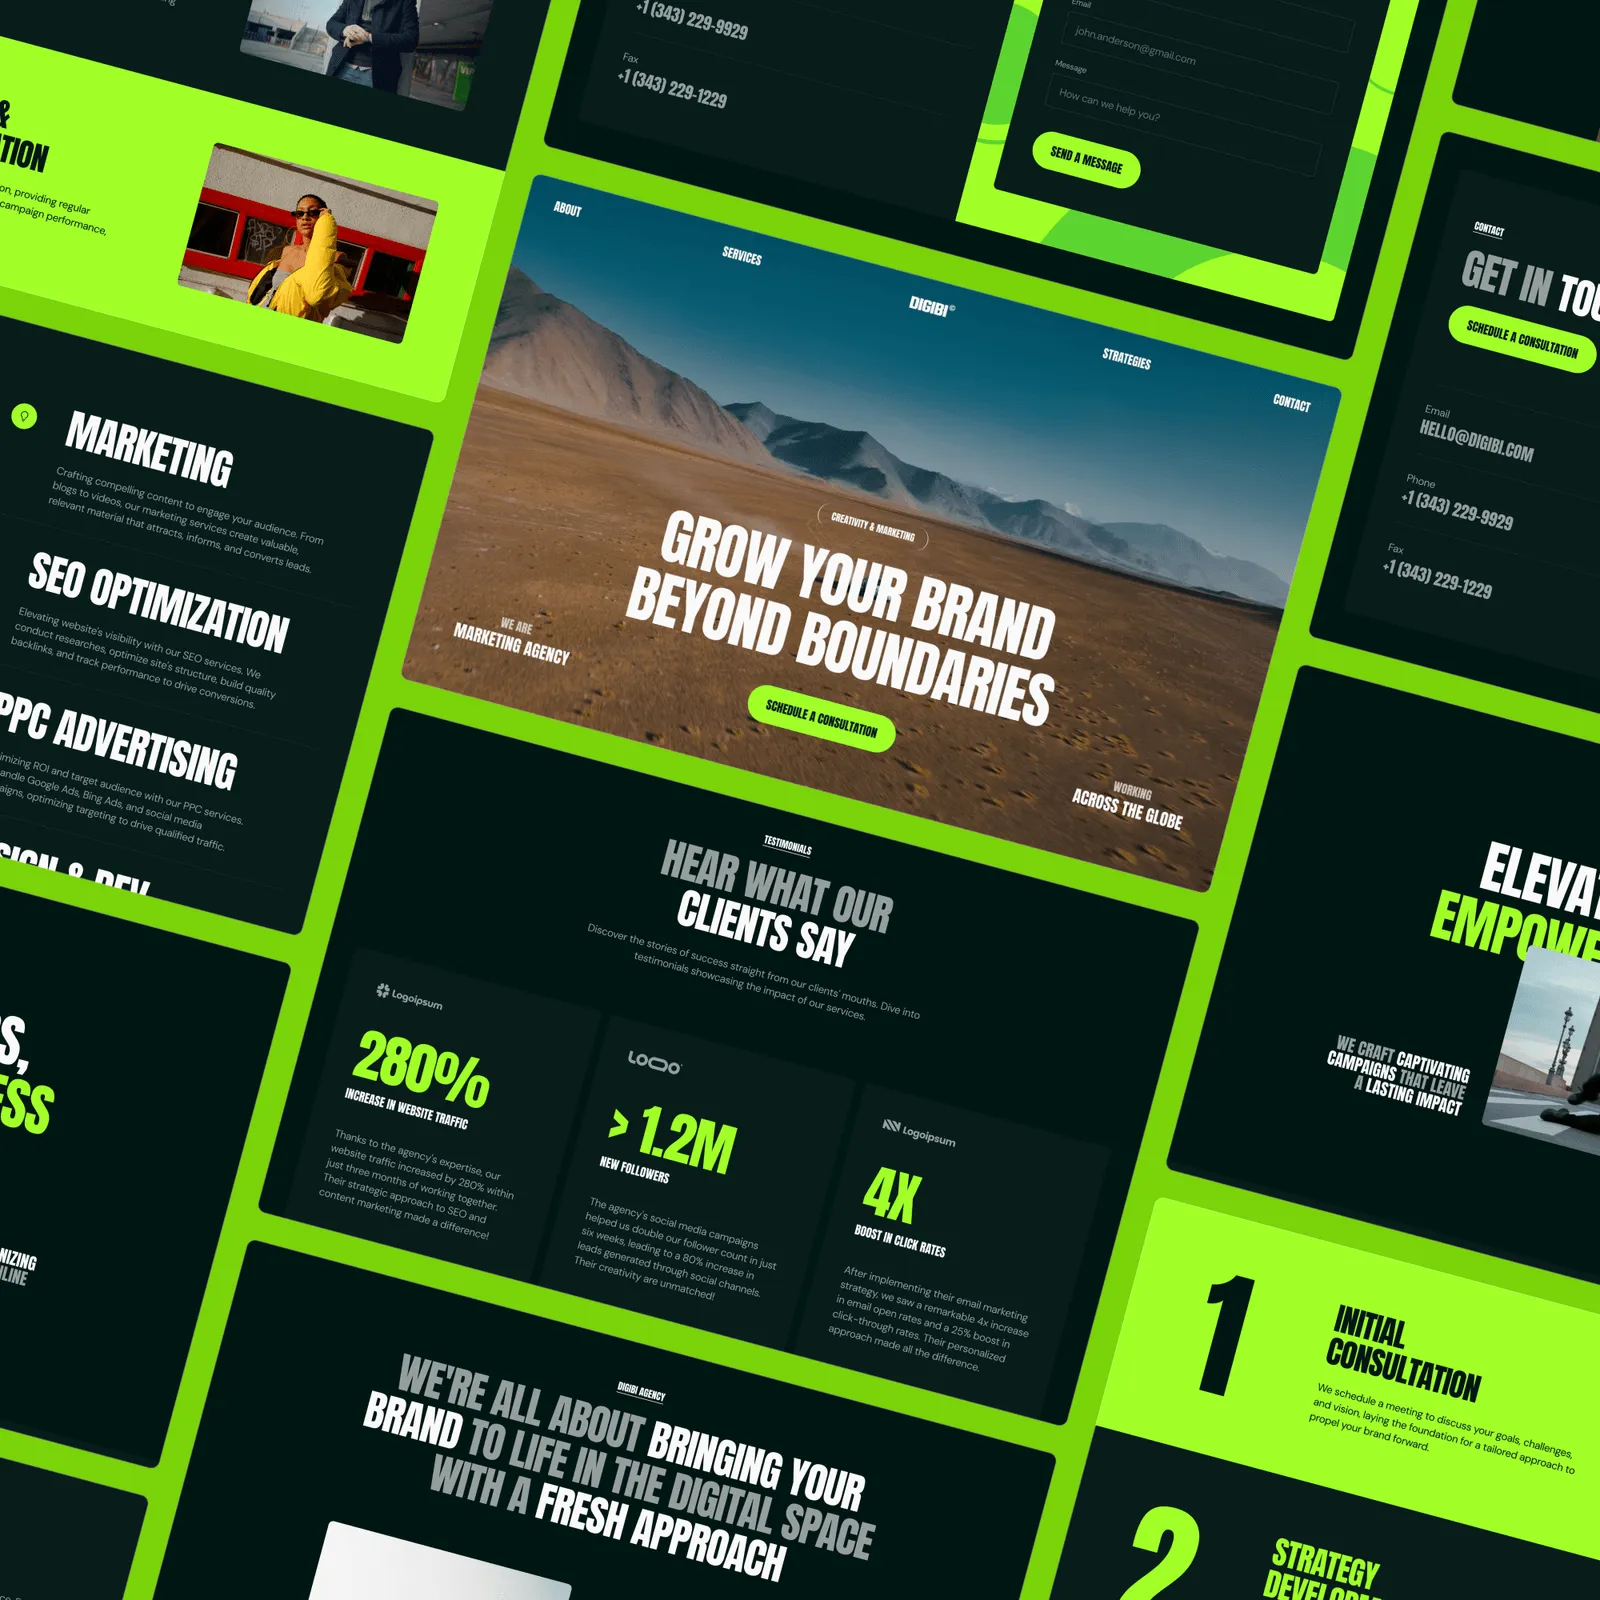 &
+1 (343) 229-9929
Fax
+1 (343) 229-1229
Email
john.anderson@gmail.com
Message
How can we help you?
SEND A MESSAGE
on, providing regular
campaign performance,
MARKETING
Crafting compelling content to engage your audience. From
blogs to videos, our marketing services create valuable,
relevant material that attracts, informs, and converts leads.
SEO OPTIMIZATION
Elevating website's visibility with our SEO services. We
conduct researches, optimize site's structure, build quality
backlinks, and track performance to drive conversions.
PPC ADVERTISING
ROI and target audience with our PPC services.
Google Ads, Bing Ads, and social media
optimizing targeting to drive qualified traffic.
ABOUT
SERVICES
DIGIBI©
STRATEGIES
CONTACT
CREATIVITY & MARKETING
GROW YOUR BRAND
BEYOND BOUNDARIES
WE ARE
MARKETING AGENCY
SCHEDULE A CONSULTATION
WORKING
ACROSS THE GLOBE
TESTIMONIALS
HEAR WHAT OUR
CLIENTS SAY
Discover the stories of success straight from our clients' mouths. Dive into
testimonials showcasing the impact of our services.
Logoipsum
280%
INCREASE IN WEBSITE TRAFFIC
Thanks to the agency's expertise, our
website traffic increased by 280% within
just three months of working together.
Their strategic approach to SEO and
content marketing made a difference!
> 1.2M
NEW FOLLOWERS
The agency's social media campaigns
helped us double our follower count in just
six weeks, leading to a 80% increase in
leads generated through social channels.
Their creativity are unmatched!
Logoipsum
4X
BOOST IN CLICK RATES
After implementing their email marketing
strategy, we saw a remarkable 4x increase
in email open rates and a 25% boost in
click-through rates. Their personalized
approach made all the difference.
DIGIBI AGENCY
WE'RE ALL ABOUT BRINGING YOUR
BRAND TO LIFE IN THE DIGITAL SPACE
WITH A FRESH APPROACH
CONTACT
GET IN
SCHEDULE A CONSULTATION
Email
HELLO@DIGIBI.COM
Phone
+1 (343) 229-9929
Fax
+1 (343) 229-1229
WE CRAFT CAPTIVATING
CAMPAIGNS THAT LEAVE
A LASTING IMPACT
1
INITIAL
CONSULTATION
We schedule a meeting to discuss your goals, challenges,
and vision, laying the foundation for a tailored approach to
propel your brand forward.
2
STRATEGY